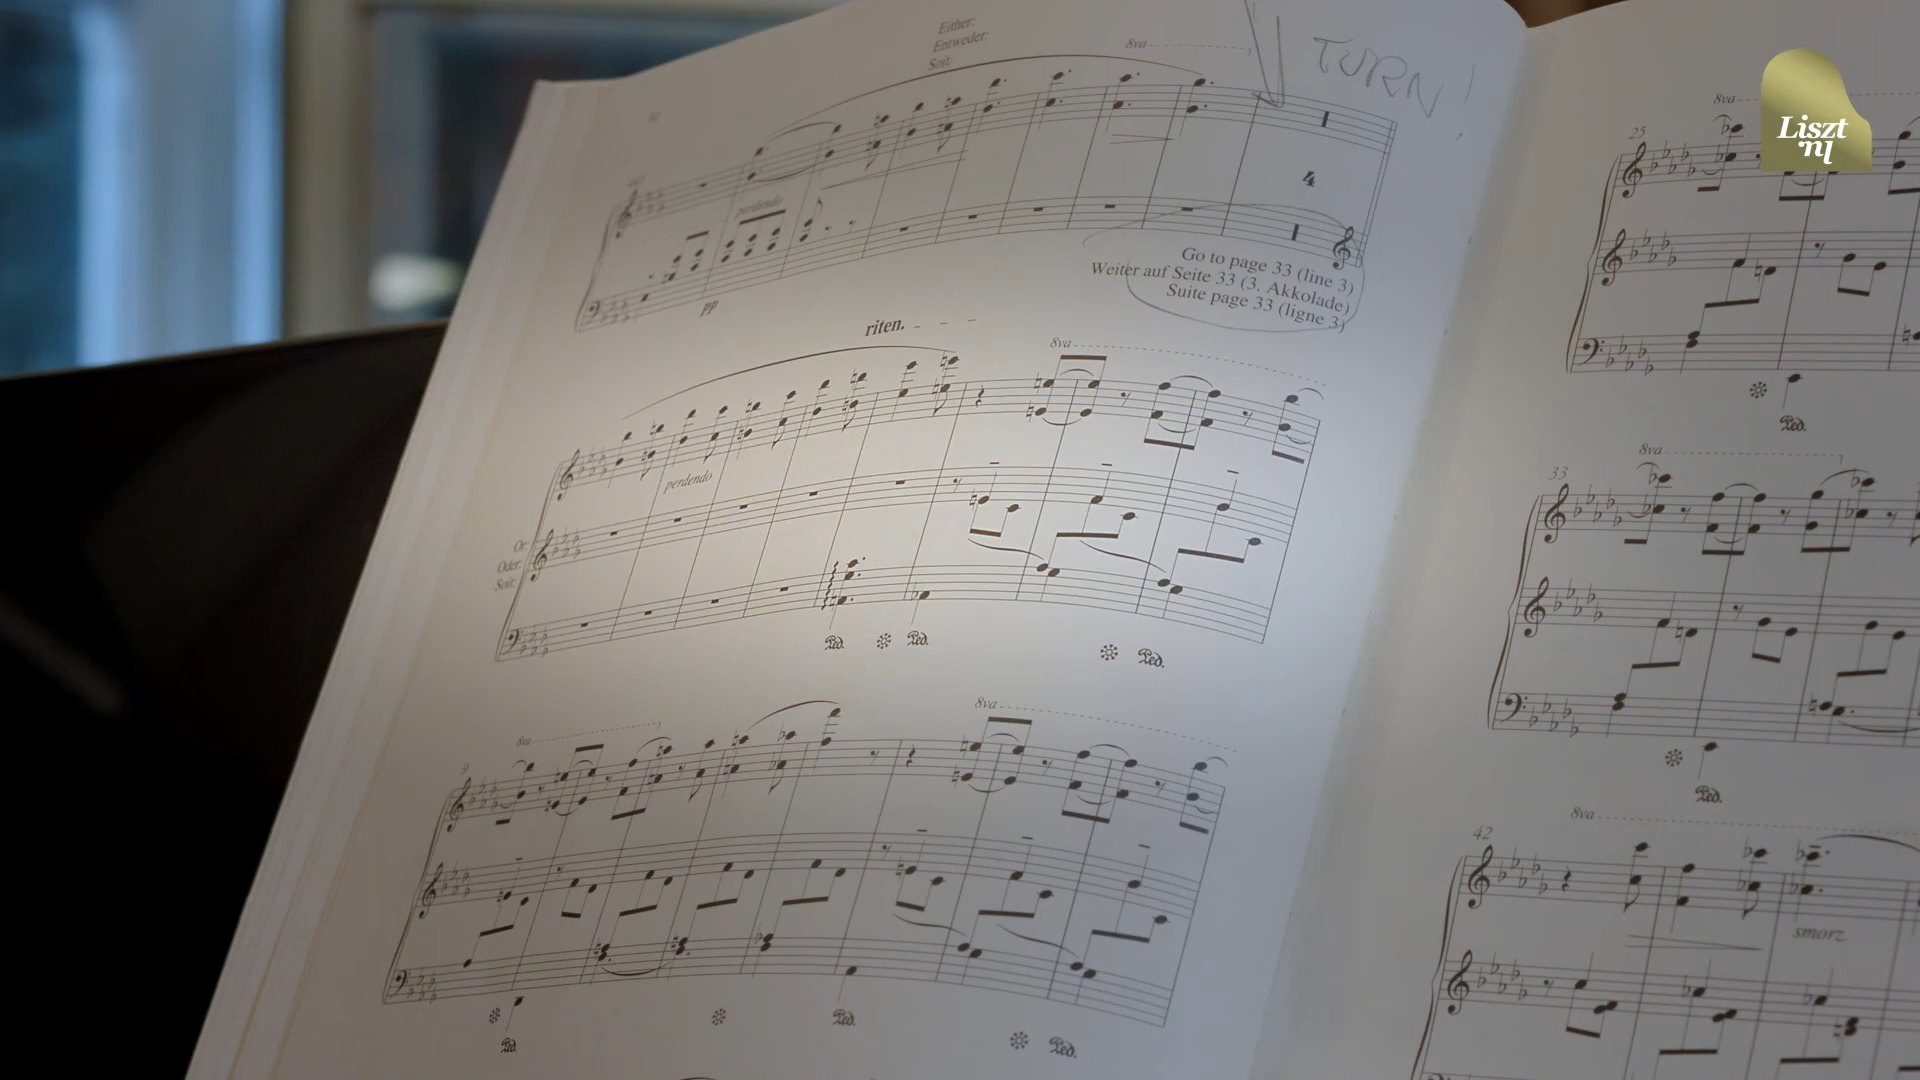 Either:
Entweder:
Soit:
8va
TURN!
perdendo
4
pp
Go to page 33 (line 3)
Weiter auf Seite 33 (3. Akkolade)
Suite page 33 (ligne 3)
riten.
8va
perdendo
Or:
Oder:
Soit:
Ped. Ped. Ped.
8va
8va
9
Ped. Ped. Ped.
8va
25
Ped.
8va
33
Ped.
8va
42
smorz.
Liszt
nl